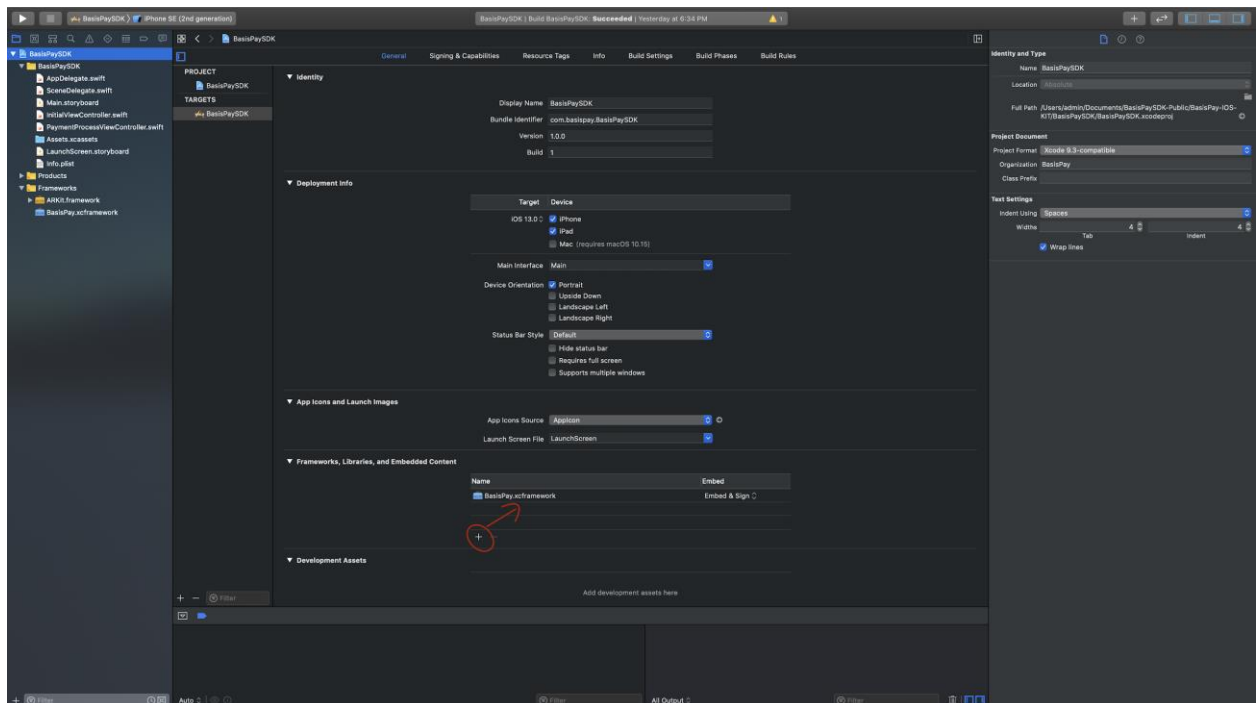 BasisPaySDK
iPhone SE (2nd generation)
BasisPaySDK | Build BasisPaySDK: Succeeded | Yesterday at 6:34 PM
1
BasisPaySDK
BasisPaySDK
AppDelegate.swift
SceneDelegate.swift
Main.storyboard
InitialViewController.swift
PaymentProcessViewController.swift
Assets.xcassets
LaunchScreen.storyboard
Info.plist
Products
Frameworks
ARKit.framework
BasisPay.xcframework
Filter
BasisPaySDK
General Signing & Capabilities Resource Tags Info Build Settings Build Phases Build Rules
PROJECT
BasisPaySDK
TARGETS
BasisPaySDK
Filter
Identity
Display Name BasisPaySDK
Bundle Identifier com.basispay.BasisPaySDK
Version 1.0.0
Build 1
Deployment Info
Target Device
iOS 13.0 iPhone
iPad
Mac (requires macOS 10.15)
Main Interface Main
Device Orientation Portrait
Upside Down
Landscape Left
Landscape Right
Status Bar Style Default
Hide status bar
Requires full screen
Supports multiple windows
App Icons and Launch Images
App Icons Source AppIcon
Launch Screen File LaunchScreen
Frameworks, Libraries, and Embedded Content
Name Embed
BasisPay.xcframework Embed & Sign
+ -
Development Assets
Add development assets here
Auto
Filter
All Output
Filter
Identity and Type
Name BasisPaySDK
Location Absolute
Full Path /Users/admin/Documents/BasisPaySDK-Public/BasisPay-IOS-
KIT/BasisPaySDK/BasisPaySDK.xcodeproj
Project Document
Project Format Xcode 9.3-compatible
Organization BasisPay
Class Prefix
Text Settings
Indent Using Spaces
Widths 4 4
Tab Indent
Wrap lines